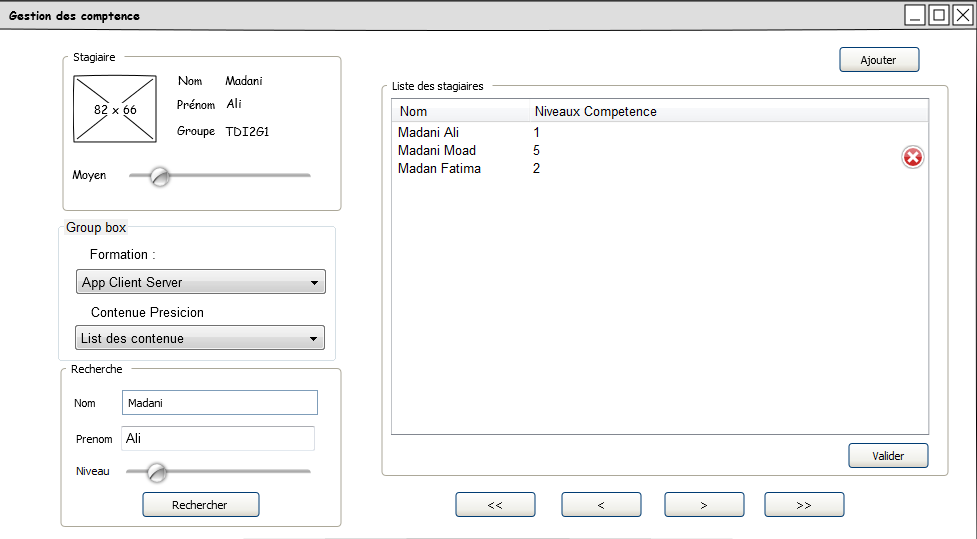 Gestion des comptence
Stagiaire
82 x 66
Nom Madani
Prénom Ali
Groupe TDI2G1
Moyen
Group box
Formation :
App Client Server
Contenue Presicion
List des contenue
Recherche
Nom Madani
Prenom Ali
Niveau
Rechercher
Ajouter
Liste des stagiaires
Nom Niveaux Competence
Madani Ali 1
Madani Moad 5
Madan Fatima 2
Valider
<< < > >>